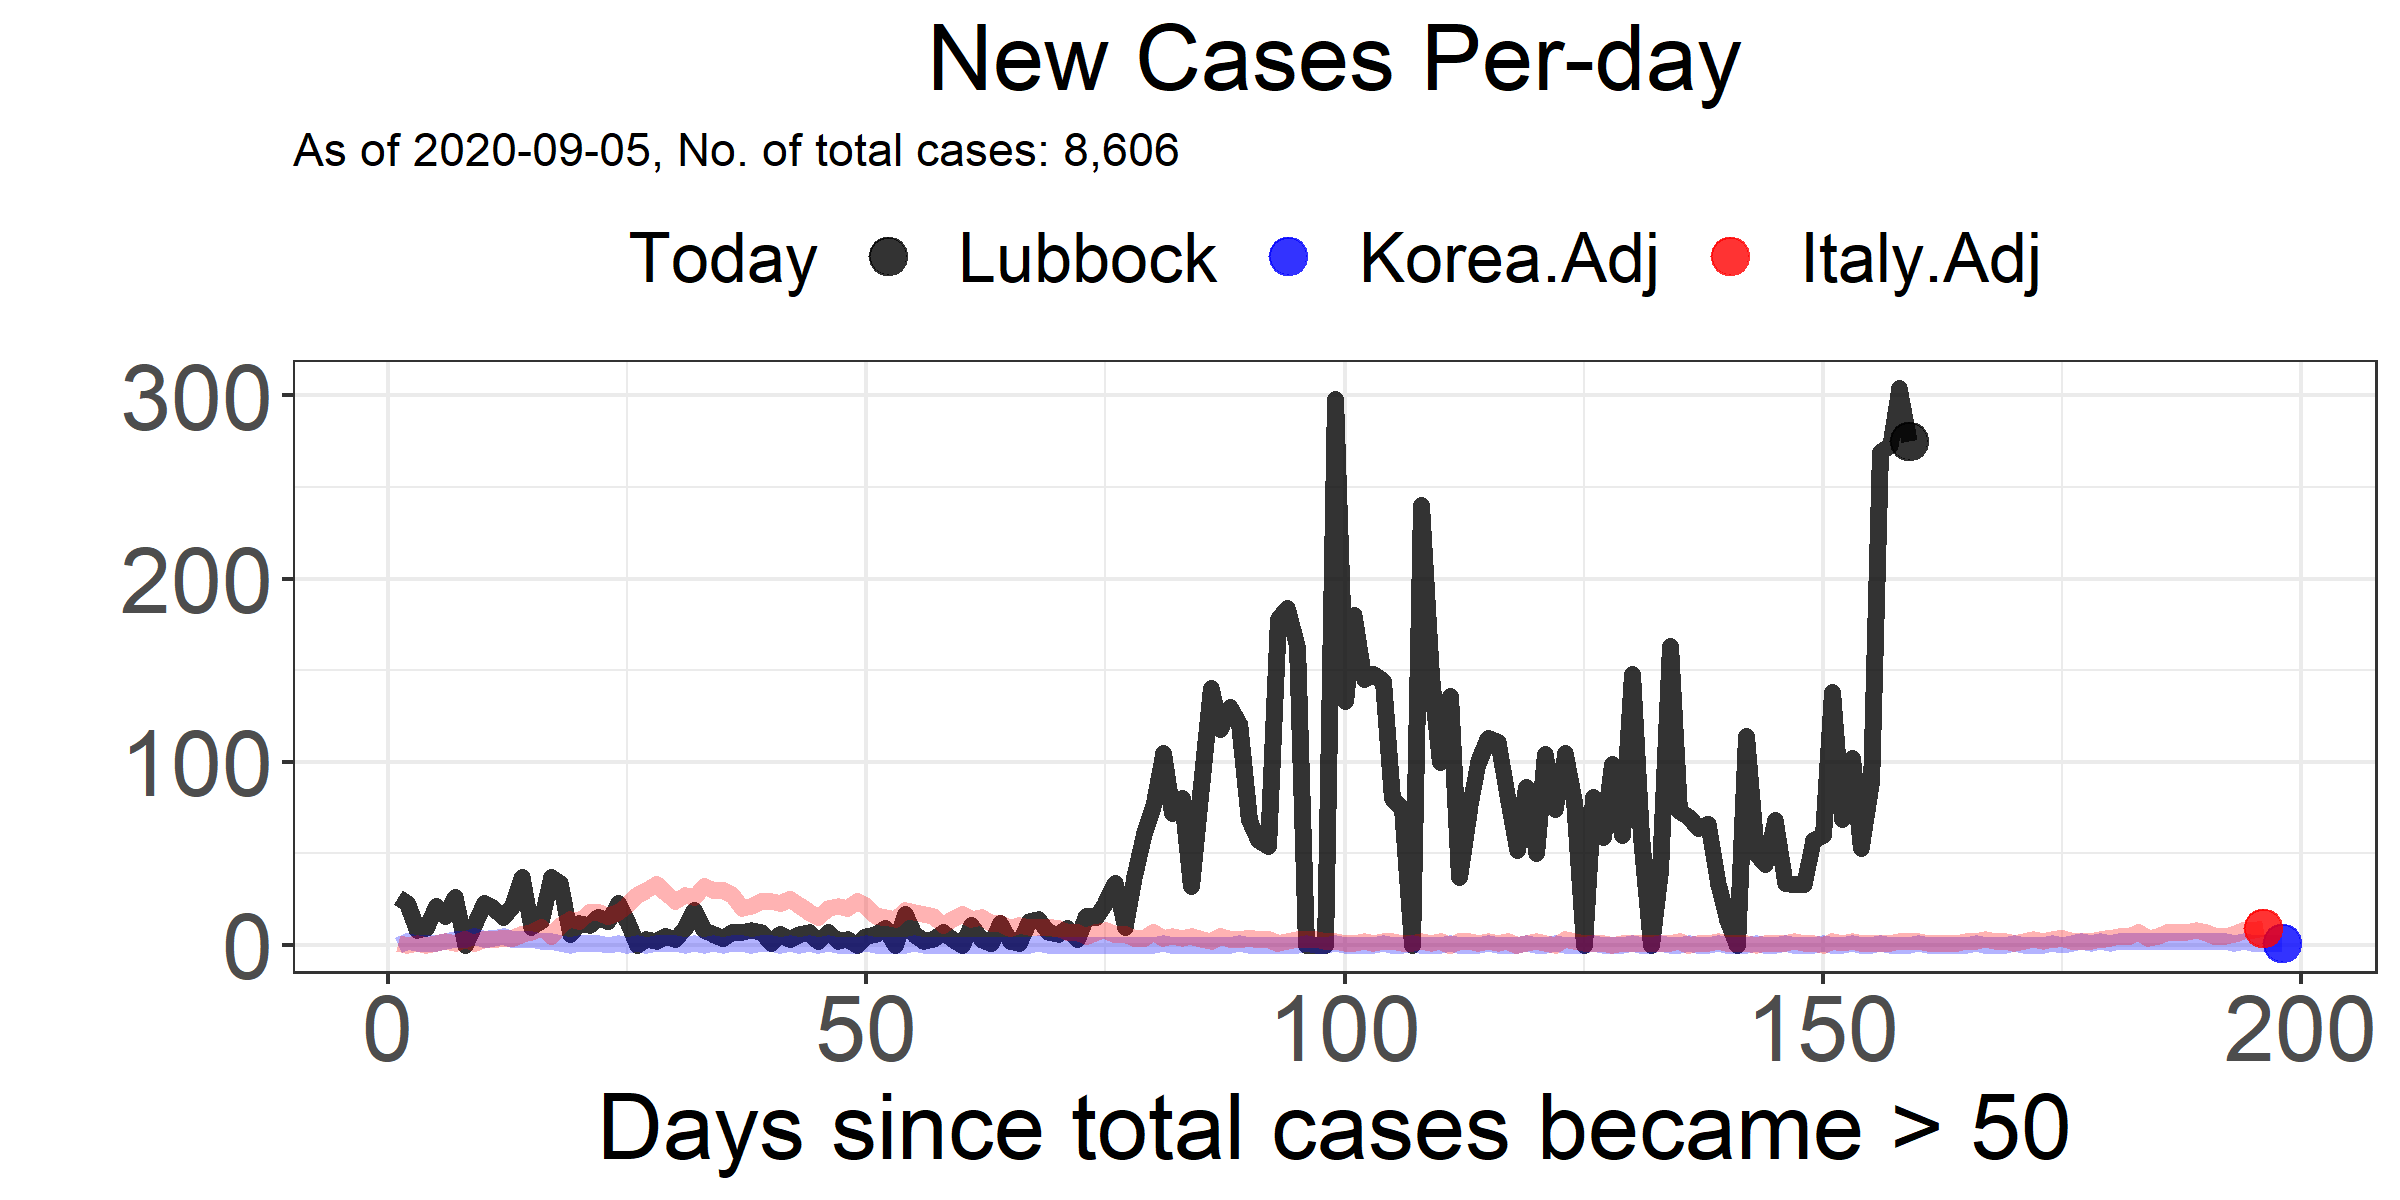 New Cases Per-day
As of 2020-09-05, No. of total cases: 8,606
Today Lubbock Korea.Adj Italy.Adj
300
200
100
0
0 50 100 150 200
Days since total cases became > 50